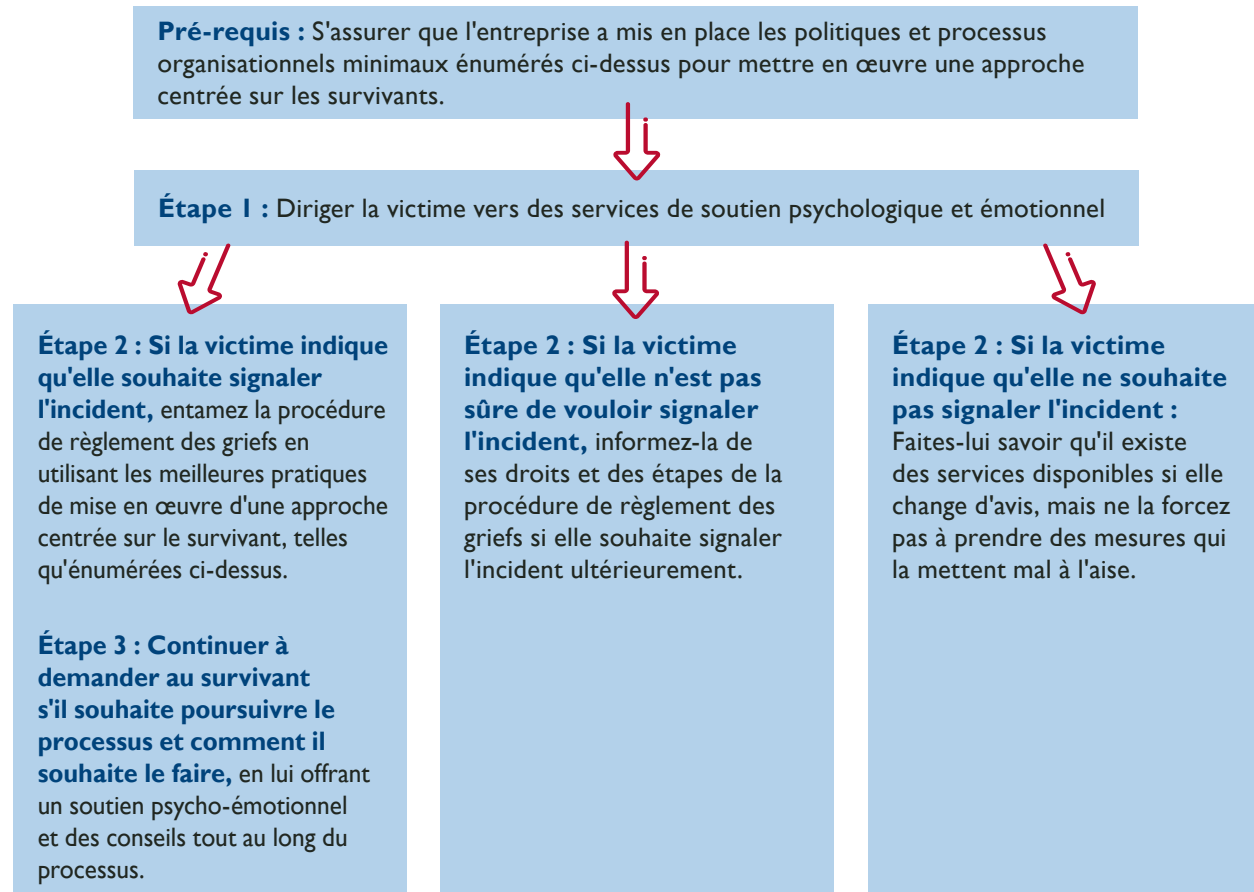 Pré-requis : S'assurer que l'entreprise a mis en place les politiques et processus
organisationnels minimaux énumérés ci-dessus pour mettre en œuvre une approche
centrée sur les survivants.
Étape 1 : Diriger la victime vers des services de soutien psychologique et émotionnel
Étape 2 : Si la victime indique
qu'elle souhaite signaler
l'incident, entamez la procédure
de règlement des griefs en
utilisant les meilleures pratiques
de mise en œuvre d'une approche
centrée sur le survivant, telles
qu'énumérées ci-dessus.
Étape 3 : Continuer à
demander au survivant
s'il souhaite poursuivre le
processus et comment il
souhaite le faire, en lui offrant
un soutien psycho-émotionnel
et des conseils tout au long du
processus.
Étape 2 : Si la victime
indique qu'elle n'est pas
sûre de vouloir signaler
l'incident, informez-la de
ses droits et des étapes de la
procédure de règlement des
griefs si elle souhaite signaler
l'incident ultérieurement.
Étape 2 : Si la victime
indique qu'elle ne souhaite
pas signaler l'incident :
Faites-lui savoir qu'il existe
des services disponibles si elle
change d'avis, mais ne la forcez
pas à prendre des mesures qui
la mettent mal à l'aise.